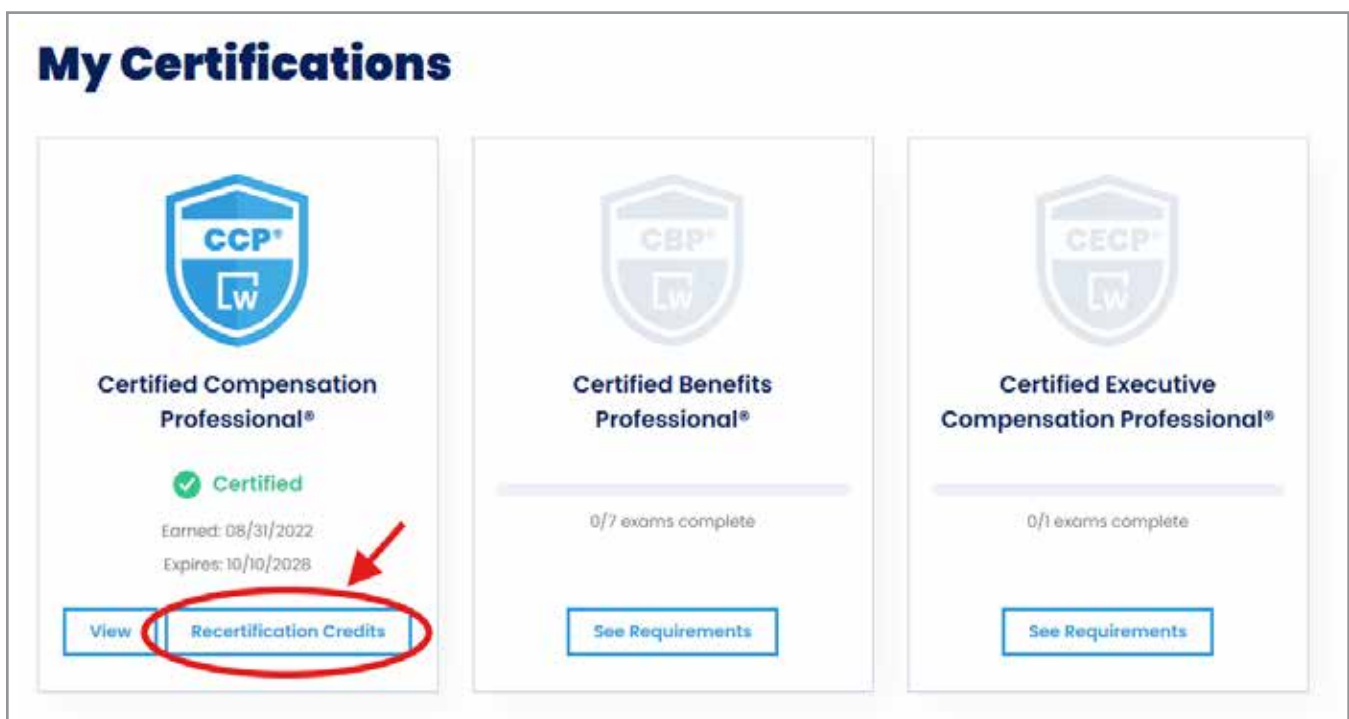 My Certifications
CCP®
W
Certified Compensation
Professional®
Certified
Earned: 08/31/2022
Expires: 10/10/2028
View
Recertification Credits
CBP®
W
Certified Benefits
Professional®
0/7 exams complete
See Requirements
CECP®
W
Certified Executive
Compensation Professional®
0/1 exams complete
See Requirements